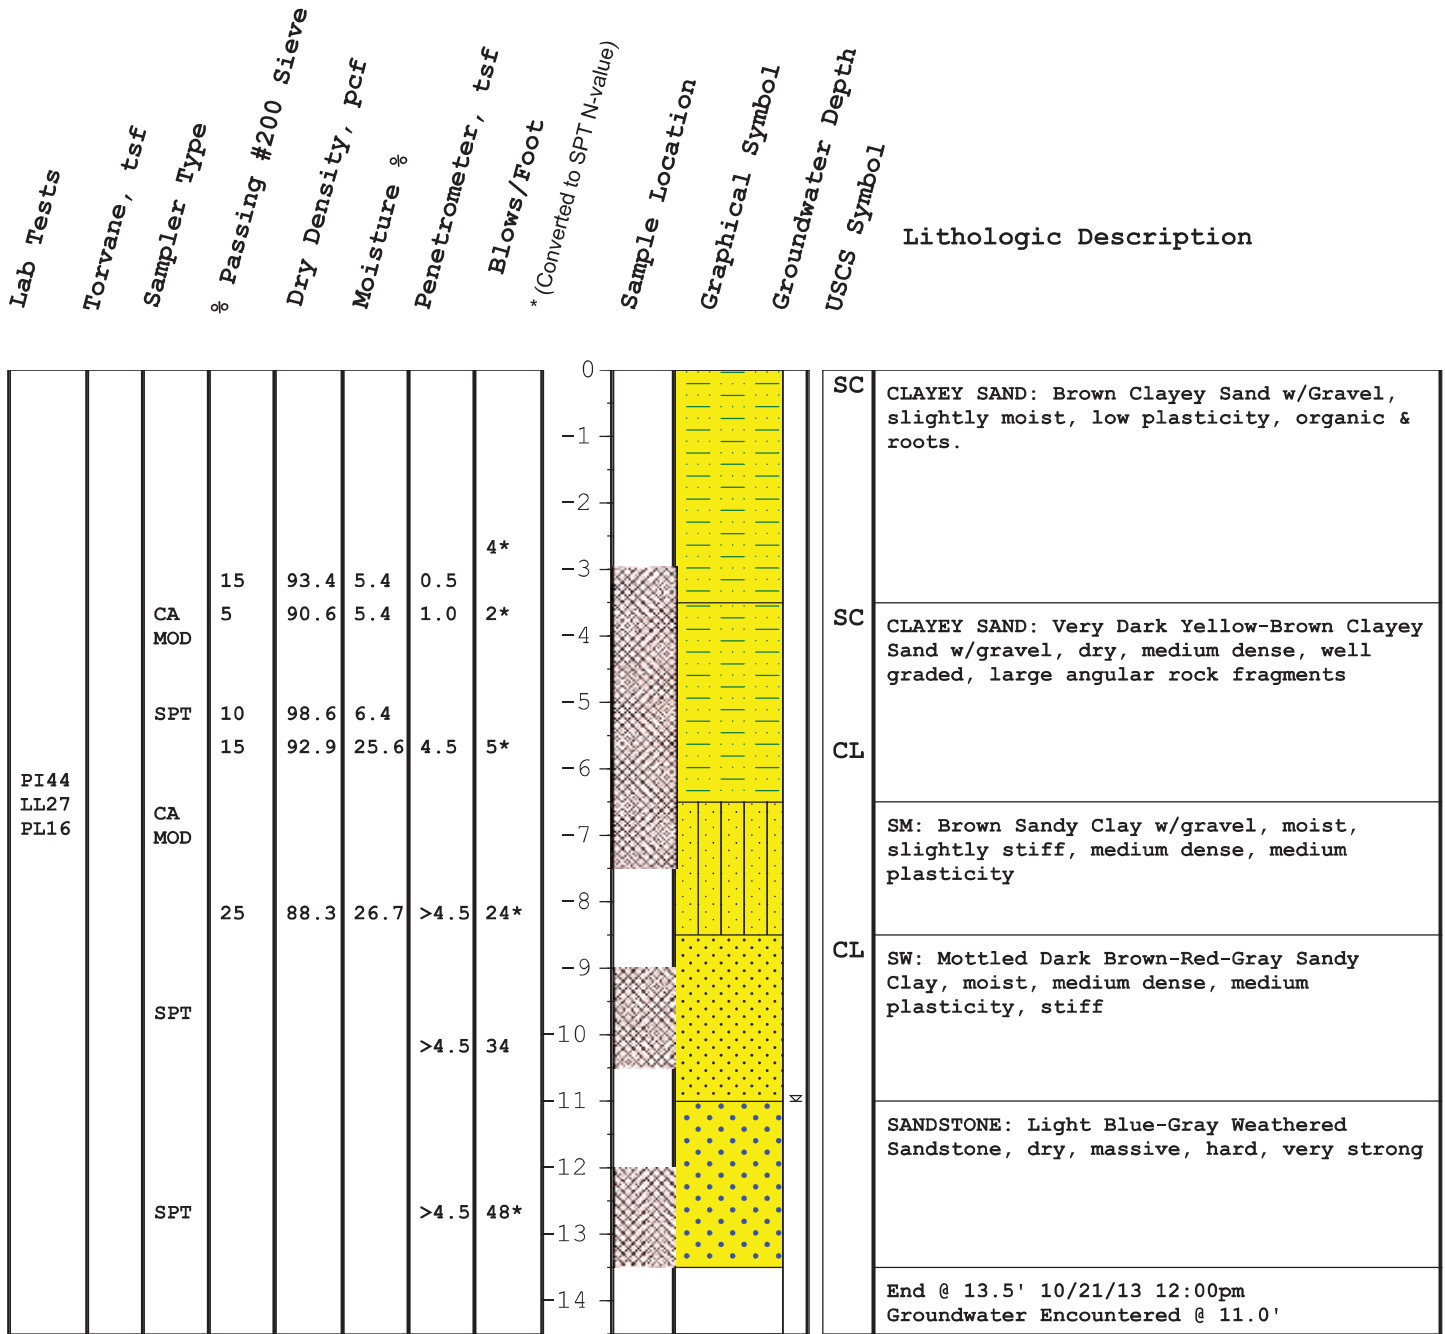 Lab Tests
Torvane, tsf
Sampler Type
% Passing #200 Sieve
Dry Density, pcf
Moisture %
Penetrometer, tsf
Blows/Foot
* (Converted to SPT N-value)
Sample Location
Graphical Symbol
Groundwater Depth
USCS Symbol
Lithologic Description
0
SC
CLAYEY SAND: Brown Clayey Sand w/Gravel,
slightly moist, low plasticity, organic &
roots.
-1
-2
4*
-3
15 93.4 5.4 0.5
CA
MOD
5 90.6 5.4 1.0 2*
SC
CLAYEY SAND: Very Dark Yellow-Brown Clayey
Sand w/gravel, dry, medium dense, well
graded, large angular rock fragments
-4
-5
SPT 10 98.6 6.4
15 92.9 25.6 4.5 5*
CL
-6
PI44
LL27
PL16
CA
MOD
SM: Brown Sandy Clay w/gravel, moist,
slightly stiff, medium dense, medium
plasticity
-7
-8
25 88.3 26.7 >4.5 24*
CL
SW: Mottled Dark Brown-Red-Gray Sandy
Clay, moist, medium dense, medium
plasticity, stiff
-9
SPT
-10
>4.5 34
-11
SANDSTONE: Light Blue-Gray Weathered
Sandstone, dry, massive, hard, very strong
-12
SPT >4.5 48*
-13
End @ 13.5' 10/21/13 12:00pm
Groundwater Encountered @ 11.0'
-14